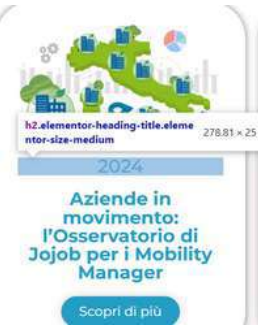 h2.elementor-heading-title.eleme
ntor-size-medium
278.81 × 25
2024
Aziende in
movimento:
l'Osservatorio di
Jojob per i Mobility
Manager
Scopri di più